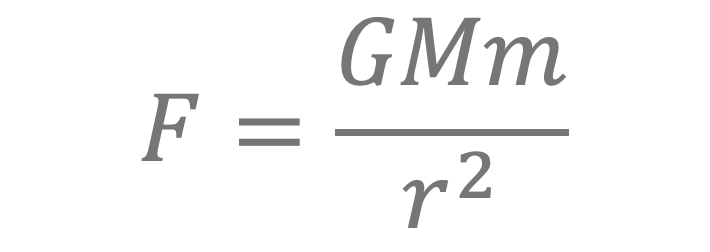 F = GMm / r²